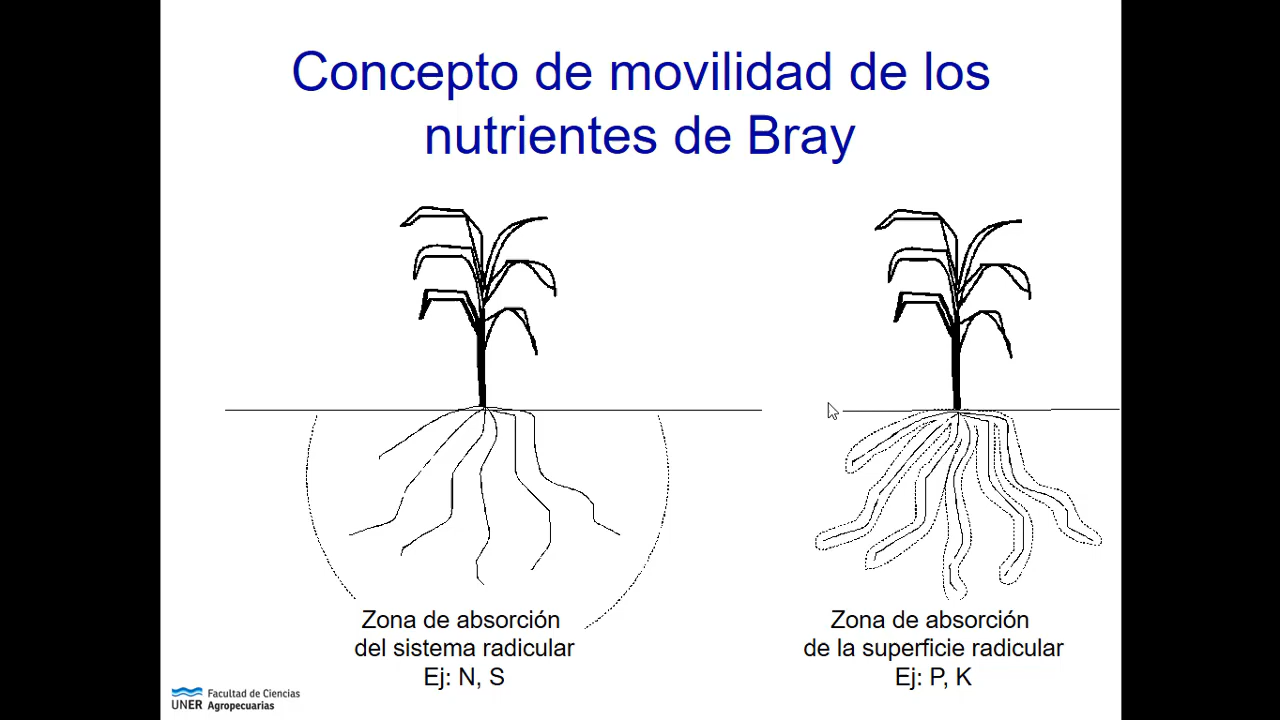 Concepto de movilidad de los
nutrientes de Bray
Zona de absorción
del sistema radicular
Ej: N, S
Zona de absorción
de la superficie radicular
Ej: P, K
UNER
Facultad de Ciencias
Agropecuarias